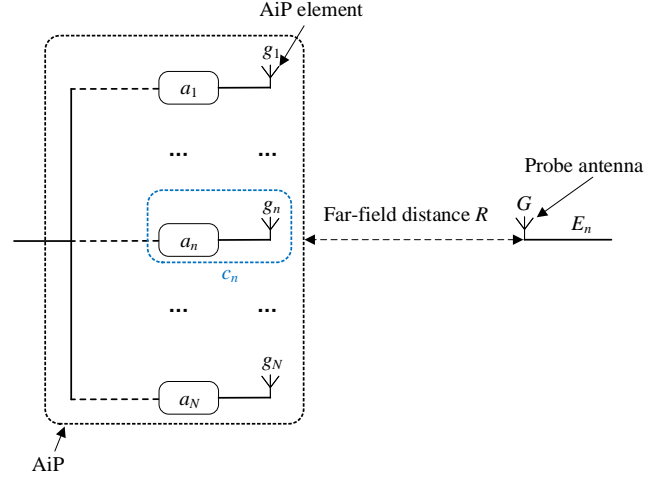 AiP element
g1
a1
... ...
Probe antenna
gn
G
Far-field distance R
an
En
cn
... ...
gN
aN
AiP